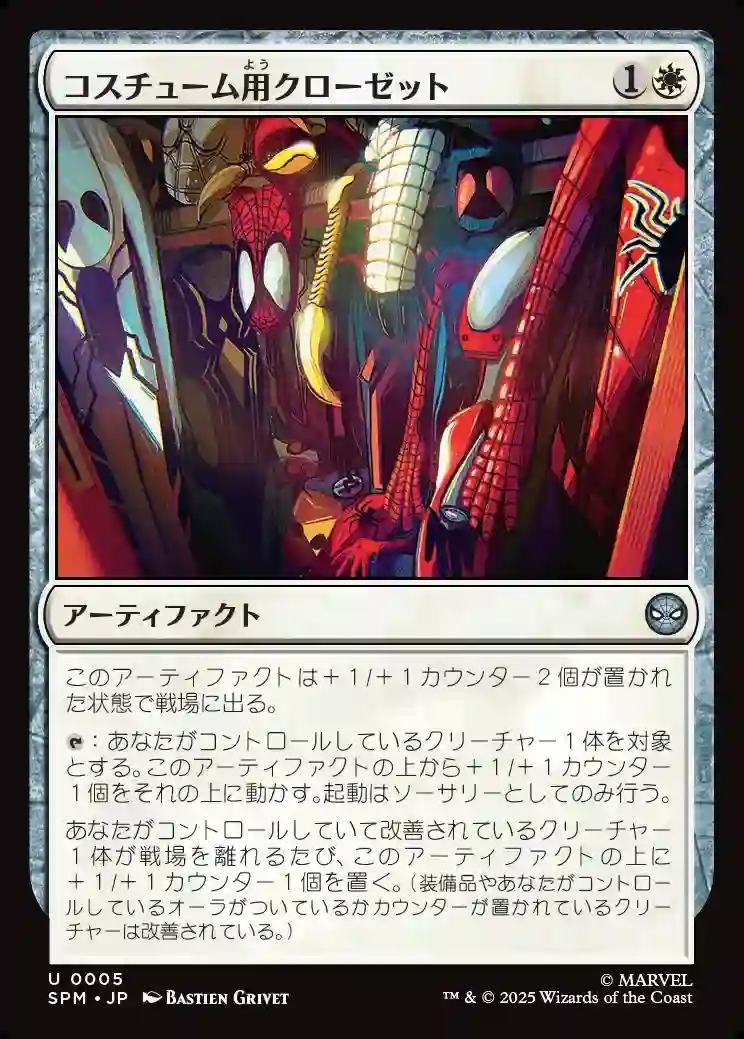 よう
コスチューム用クローゼット 1
アーティファクト
このアーティファクトは+1/+1カウンター2個が置かれ
た状態で戦場に出る。
:あなたがコントロールしているクリーチャー1体を対象
とする。このアーティファクトの上から+1/+1カウンター
1個をそれの上に動かす。起動はソーサリーとしてのみ行う。
あなたがコントロールしていて改善されているクリーチャー
1体が戦場を離れるたび、このアーティファクトの上に
+1/+1カウンター1個を置く。(装備品やあなたがコントロー
ルしているオーラがついているかカウンターが置かれているクリー
チャーは改善されている。)
U 0005
SPM • JP BASTIEN GRIVET
© MARVEL
™ & © 2025 Wizards of the Coast